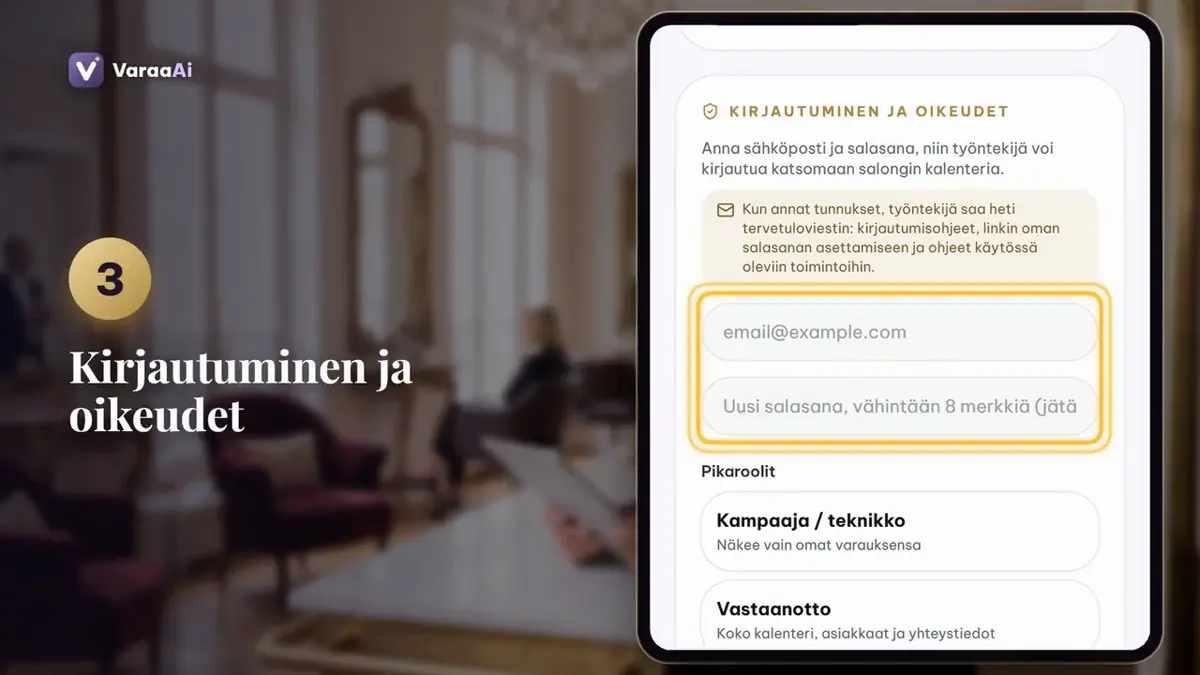 VaraaAi
3
Kirjautuminen ja
oikeudet
KIRJAUTUMINEN JA OIKEUDET
Anna sähköposti ja salasana, niin työntekijä voi
kirjautua katsomaan salongin kalenteria.
Kun annat tunnukset, työntekijä saa heti
tervetuloviestin: kirjautumisohjeet, linkin oman
salasanan asettamiseen ja ohjeet käytössä
oleviin toimintoihin.
email@example.com
Uusi salasana, vähintään 8 merkkiä (jätä
Pikaroolit
Kampaaja / teknikko
Näkee vain omat varauksensa
Vastaanotto
Koko kalenteri, asiakkaat ja yhteystiedot